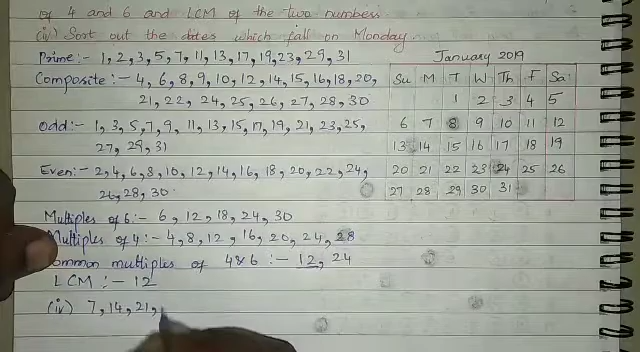 of 4 and 6 and LCM of the two numbers
(iv) Sort out the dates which fall on Monday.
Prime:- 1, 2, 3, 5, 7, 11, 13, 17, 19, 23, 29, 31
Composite:- 4, 6, 8, 9, 10, 12, 14, 15, 16, 18, 20,
21, 22, 24, 25, 26, 27, 28, 30
Odd:- 1, 3, 5, 7, 9, 11, 13, 15, 17, 19, 21, 23, 25,
27, 29, 31
Even:- 2, 4, 6, 8, 10, 12, 14, 16, 18, 20, 22, 24,
26, 28, 30.
January 2019
Su M T W Th F Sa
1 2 3 4 5
6 7 8 9 10 11 12
13 14 15 16 17 18 19
20 21 22 23 24 25 26
27 28 29 30 31
Multiples of 6:- 6, 12, 18, 24, 30
Multiples of 4:- 4, 8, 12, 16, 20, 24, 28
Common multiples of 4&6:- 12, 24
LCM:- 12
(iv) 7, 14, 21,